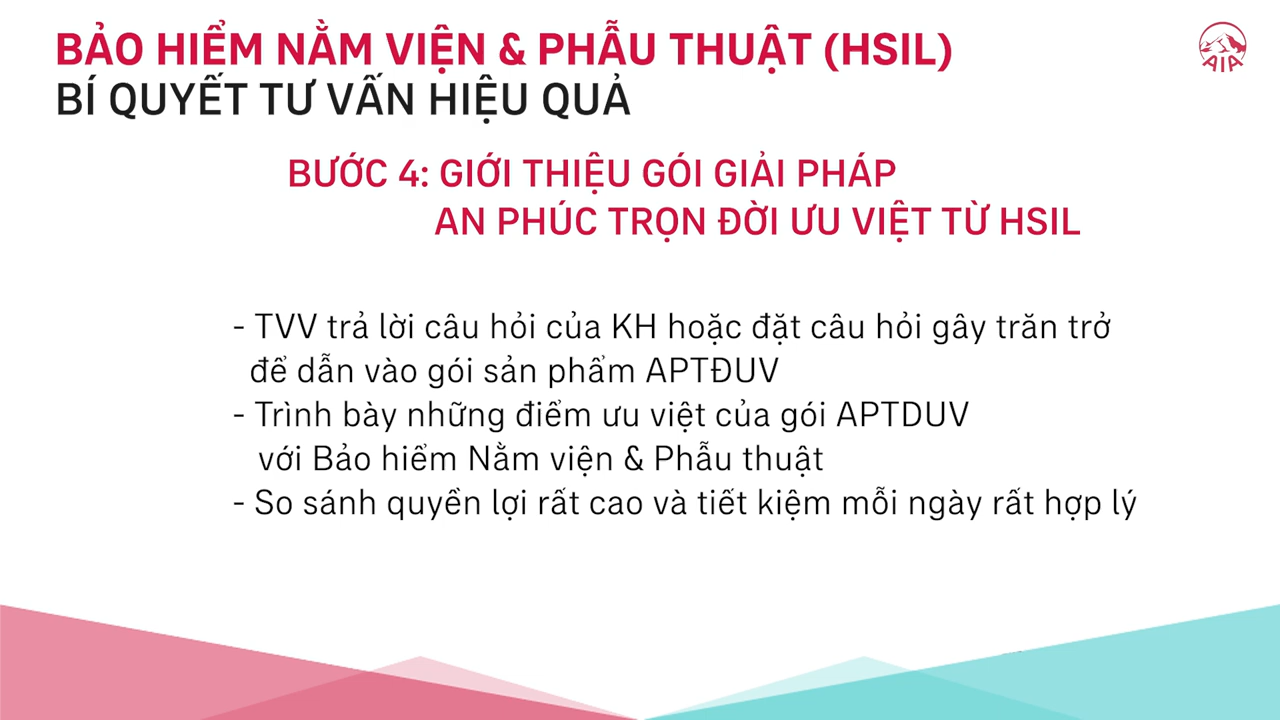 BẢO HIỂM NẰM VIỆN & PHẪU THUẬT (HSIL)
BÍ QUYẾT TƯ VẤN HIỆU QUẢ
AIA
BƯỚC 4: GIỚI THIỆU GÓI GIẢI PHÁP
AN PHÚC TRỌN ĐỜI ƯU VIỆT TỪ HSIL
- TVV trả lời câu hỏi của KH hoặc đặt câu hỏi gây trăn trở
để dẫn vào gói sản phẩm APTĐUV
- Trình bày những điểm ưu việt của gói APTDUV
với Bảo hiểm Nằm viện & Phẫu thuật
- So sánh quyền lợi rất cao và tiết kiệm mỗi ngày rất hợp lý